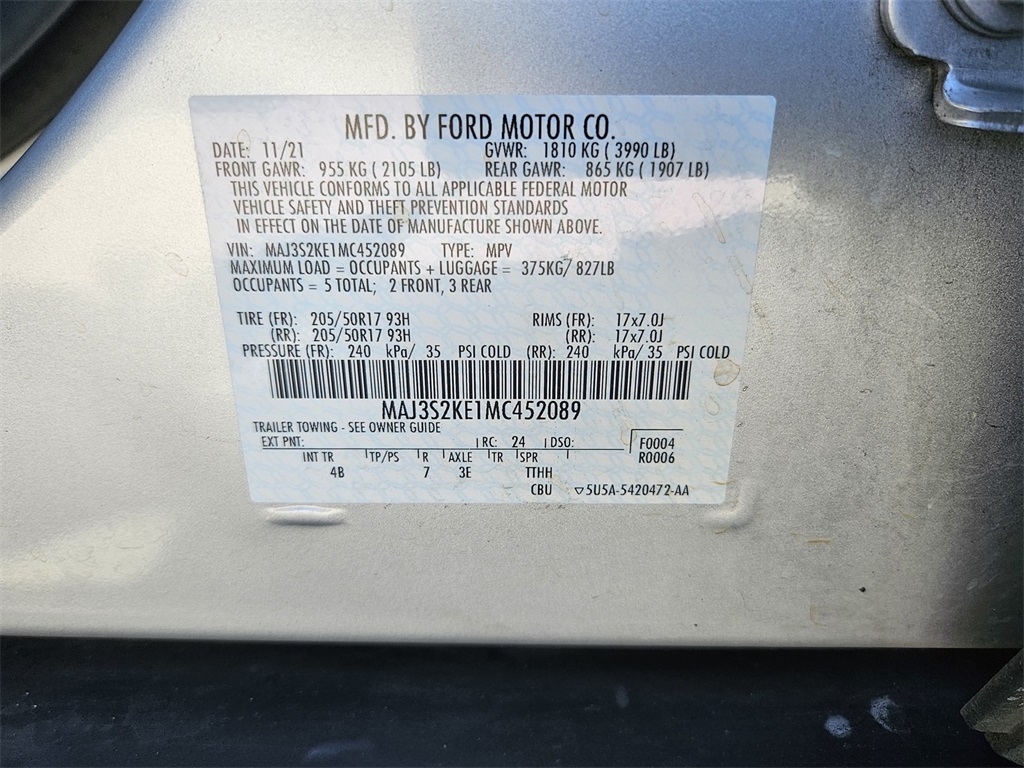 MFD. BY FORD MOTOR CO.
DATE: 11/21 GVWR: 1810 KG ( 3990 LB)
FRONT GAWR: 955 KG ( 2105 LB) REAR GAWR: 865 KG ( 1907 LB)
THIS VEHICLE CONFORMS TO ALL APPLICABLE FEDERAL MOTOR
VEHICLE SAFETY AND THEFT PREVENTION STANDARDS
IN EFFECT ON THE DATE OF MANUFACTURE SHOWN ABOVE.
VIN: MAJ3S2KE1MC452089 TYPE: MPV
MAXIMUM LOAD = OCCUPANTS + LUGGAGE = 375KG/ 827LB
OCCUPANTS = 5 TOTAL; 2 FRONT, 3 REAR
TIRE (FR): 205/50R17 93H RIMS (FR): 17x7.0J
(RR): 205/50R17 93H (RR): 17x7.0J
PRESSURE (FR): 240 kPa/ 35 PSI COLD (RR): 240 kPa/ 35 PSI COLD
MAJ3S2KE1MC452089
TRAILER TOWING - SEE OWNER GUIDE
EXT PNT: RC: 24 DSO: F0004
INT TR TP/PS R AXLE TR SPR R0006
4B 7 3E TTHH
CBU ▽5U5A-5420472-AA